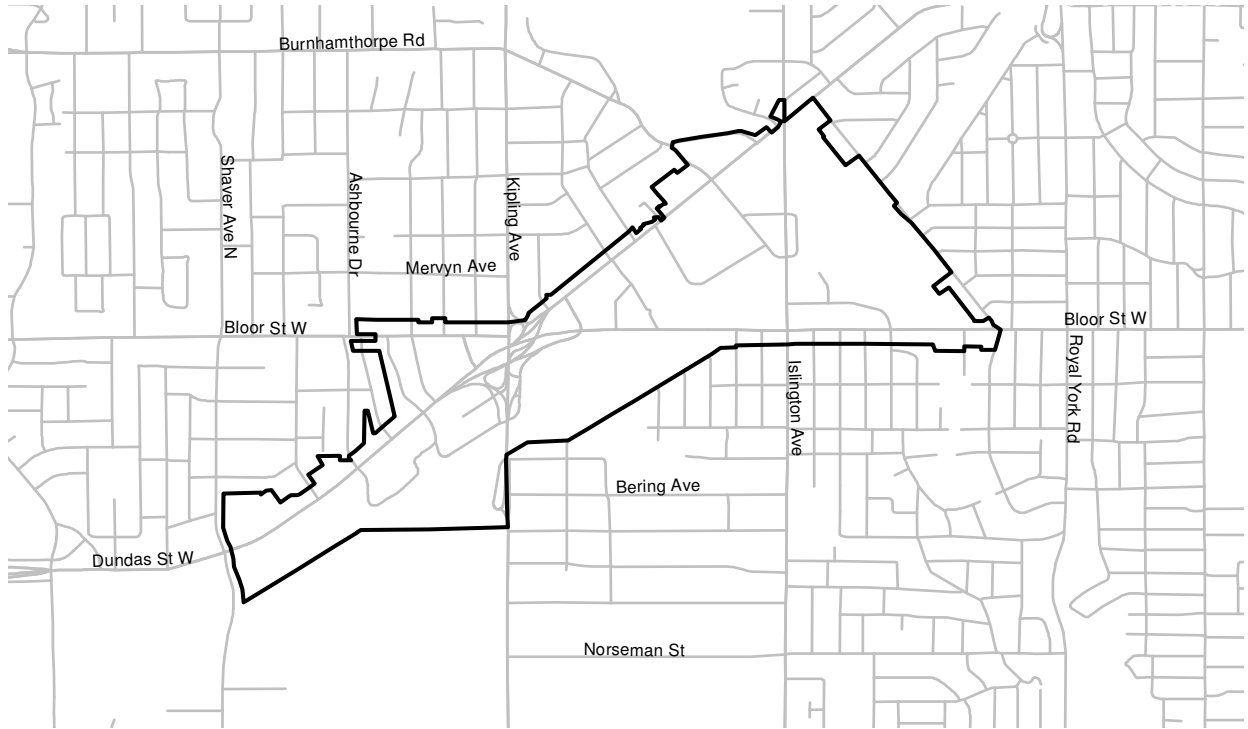 Burnhamthorpe Rd
Shaver Ave N
Ashbourne Dr
Kipling Ave
Mervyn Ave
Bloor St W
Bloor St W
Islington Ave
Royal York Rd
Bering Ave
Dundas St W
Norseman St